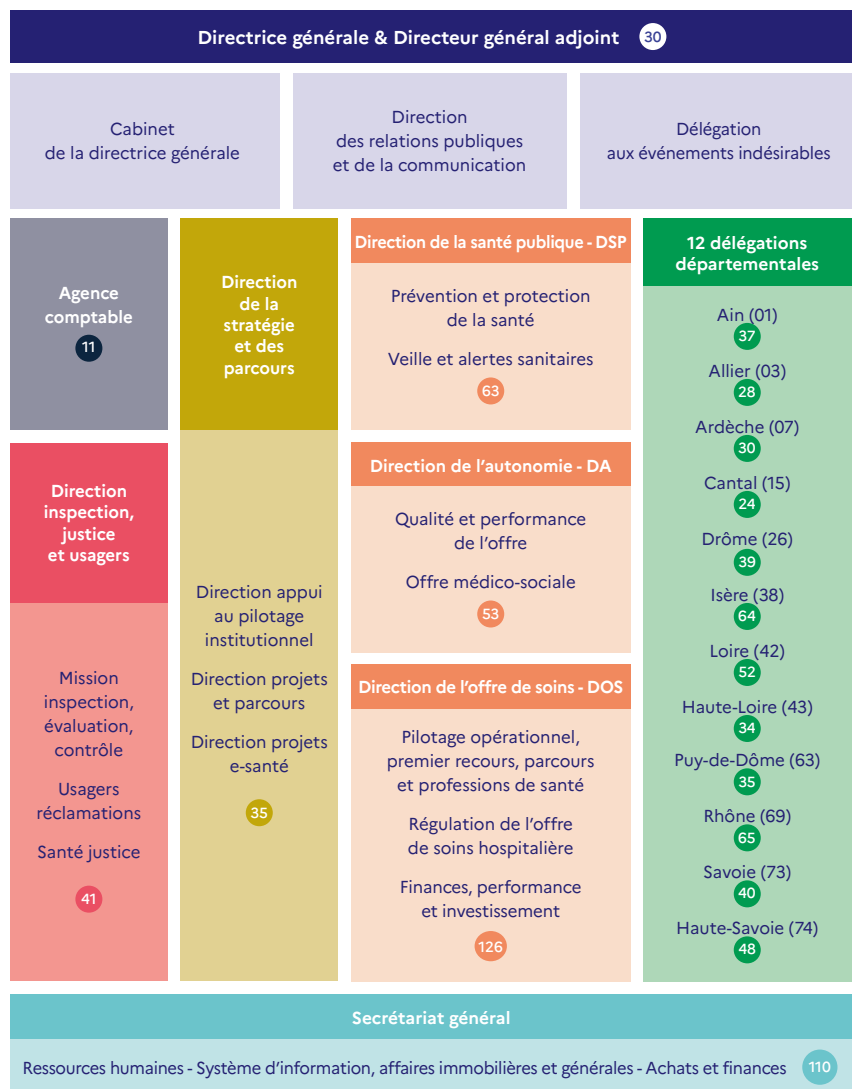 Directrice générale & Directeur général adjoint 30
Cabinet
de la directrice générale
Direction
des relations publiques
et de la communication
Délégation
aux événements indésirables
Agence
comptable
11
Direction
inspection,
justice
et usagers
Mission
inspection,
évaluation,
contrôle
Usagers
réclamations
Santé justice
41
Direction
de la
stratégie
et des
parcours
Direction appui
au pilotage
institutionnel
Direction projets
et parcours
Direction projets
e-santé
35
Direction de la santé publique - DSP
Prévention et protection
de la santé
Veille et alertes sanitaires
63
Direction de l'autonomie - DA
Qualité et performance
de l'offre
Offre médico-sociale
53
Direction de l'offre de soins - DOS
Pilotage opérationnel,
premier recours, parcours
et professions de santé
Régulation de l'offre
de soins hospitalière
Finances, performance
et investissement
126
12 délégations
départementales
Ain (01)
37
Allier (03)
28
Ardèche (07)
30
Cantal (15)
24
Drôme (26)
39
Isère (38)
64
Loire (42)
52
Haute-Loire (43)
34
Puy-de-Dôme (63)
35
Rhône (69)
65
Savoie (73)
40
Haute-Savoie (74)
48
Secrétariat général
Ressources humaines - Système d'information, affaires immobilières et générales - Achats et finances 110